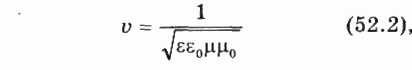 υ = 1 / √εε₀μμ₀ (52.2),